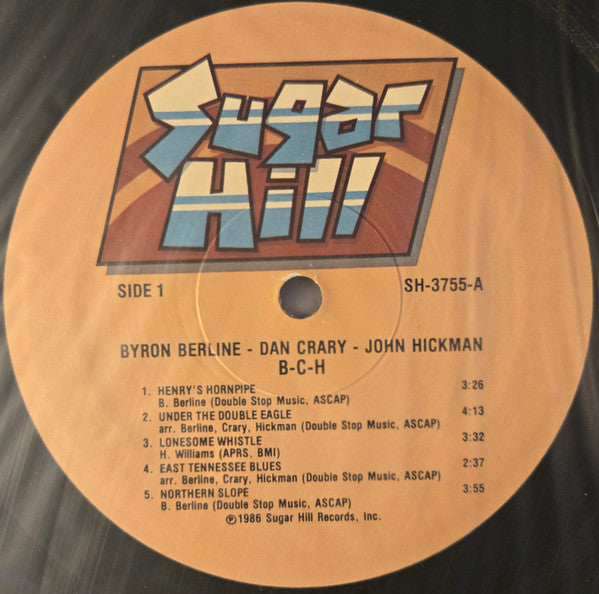 Sugar
Hill
SIDE 1
SH-3755-A
BYRON BERLINE - DAN CRARY - JOHN HICKMAN
B-C-H
1. HENRY'S HORNPIPE 3:26
B. Berline (Double Stop Music, ASCAP)
2. UNDER THE DOUBLE EAGLE 4:13
arr. Berline, Crary, Hickman (Double Stop Music, ASCAP)
3. LONESOME WHISTLE 3:32
H. Williams (APRS, BMI)
4. EAST TENNESSEE BLUES 2:37
arr. Berline, Crary, Hickman (Double Stop Music, ASCAP)
5. NORTHERN SLOPE 3:55
B. Berline (Double Stop Music, ASCAP)
℗1986 Sugar Hill Records, Inc.